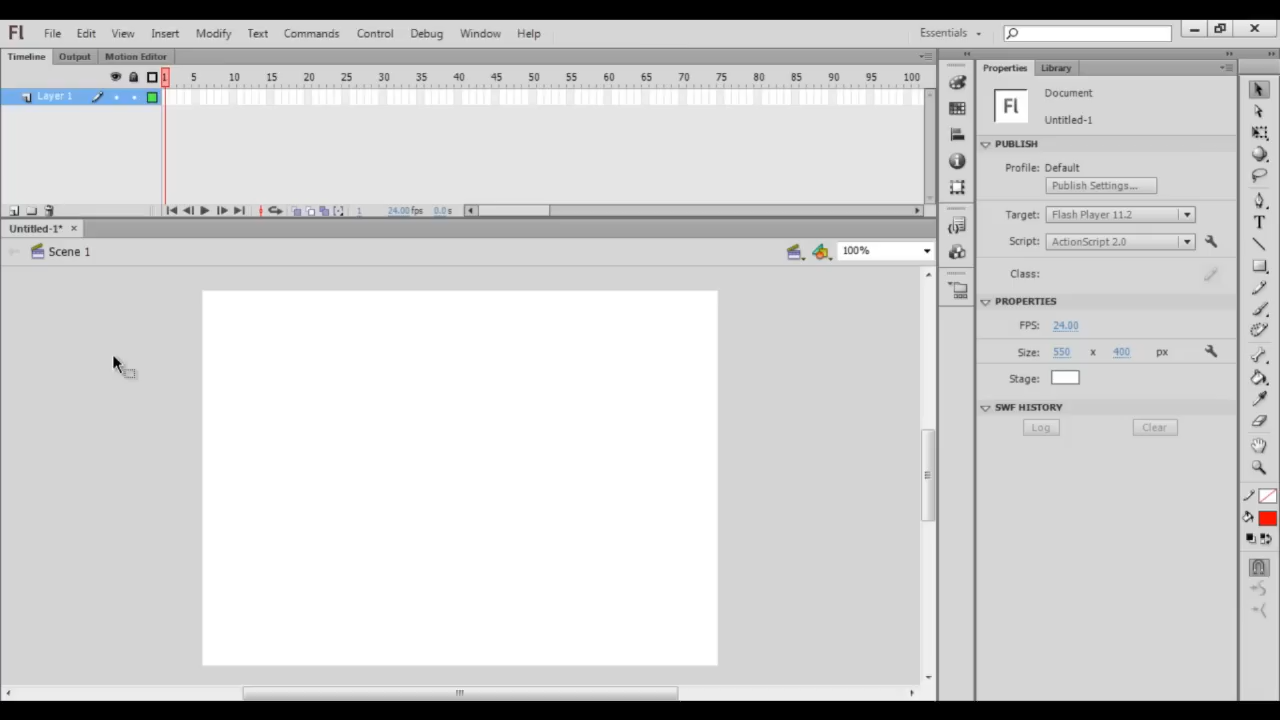 Fl File Edit View Insert Modify Text Commands Control Debug Window Help Essentials
Timeline Output Motion Editor
1 5 10 15 20 25 30 35 40 45 50 55 60 65 70 75 80 85 90 95 100
Layer 1
1 24.00 fps 0.0 s
Untitled-1* ×
Scene 1 100%
Properties Library
Fl Document
Untitled-1
PUBLISH
Profile: Default
Publish Settings...
Target: Flash Player 11.2
Script: ActionScript 2.0
Class:
PROPERTIES
FPS: 24.00
Size: 550 x 400 px
Stage:
SWF HISTORY
Log Clear
T